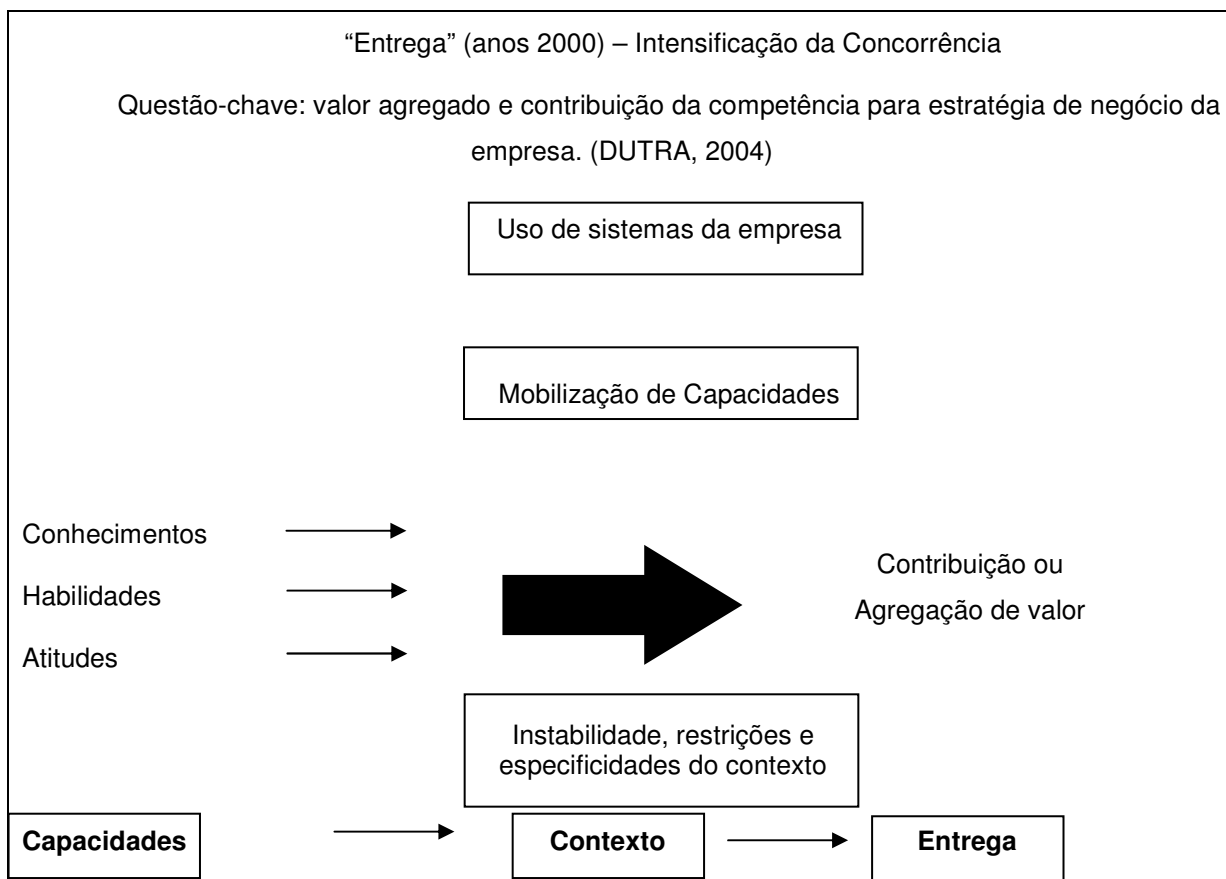 “Entrega” (anos 2000) – Intensificação da Concorrência
Questão-chave: valor agregado e contribuição da competência para estratégia de negócio da
empresa. (DUTRA, 2004)
Uso de sistemas da empresa
Mobilização de Capacidades
Conhecimentos
Habilidades
Atitudes
Contribuição ou
Agregação de valor
Instabilidade, restrições e
especificidades do contexto
Capacidades
Contexto
Entrega